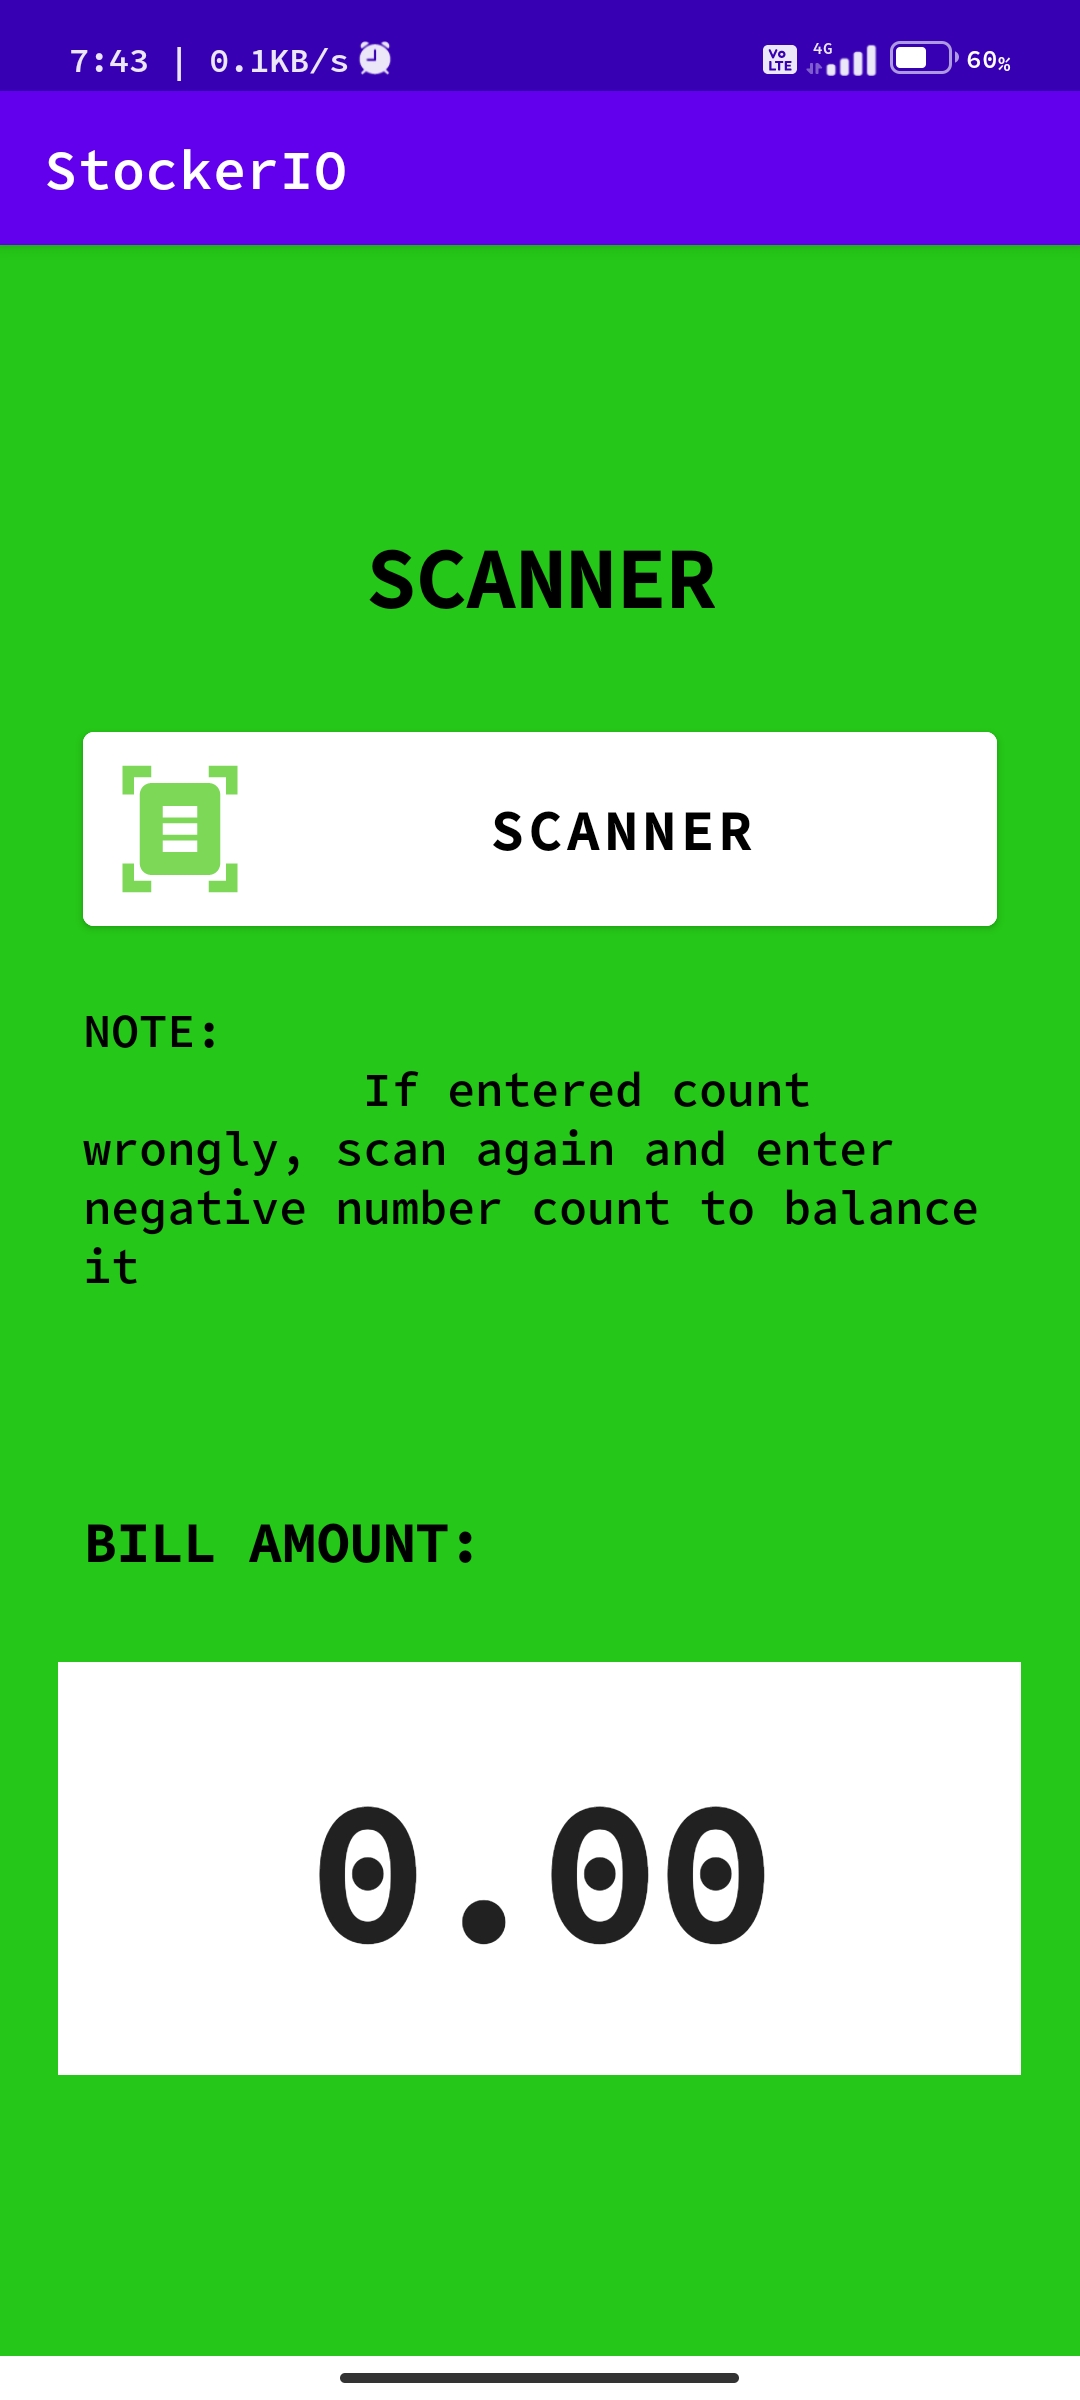 7:43 | 0.1KB/s
Vo LTE 4G 60%
StockerIO
SCANNER
SCANNER
NOTE:
If entered count
wrongly, scan again and enter
negative number count to balance
it
BILL AMOUNT:
0.00